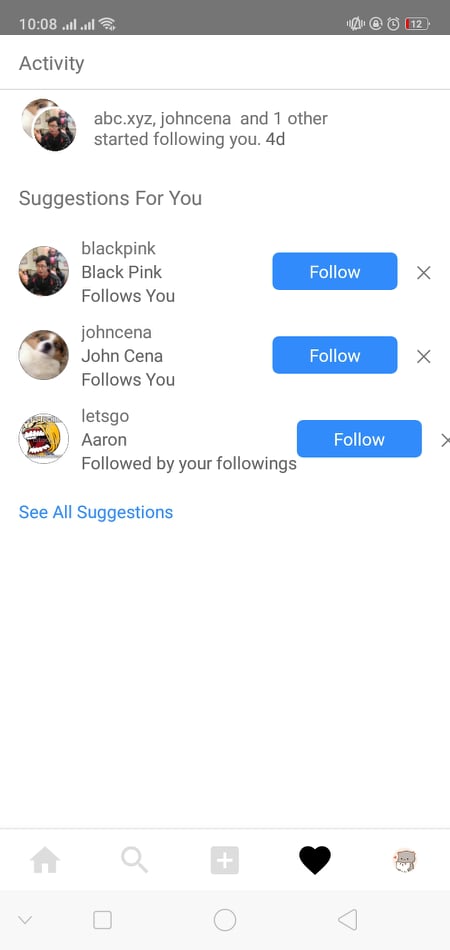 10:08
12
Activity
abc.xyz, johncena  and 1 other
started following you. 4d
Suggestions For You
blackpink
Black Pink
Follows You
Follow
johncena
John Cena
Follows You
Follow
letsgo
Aaron
Followed by your followings
Follow
See All Suggestions